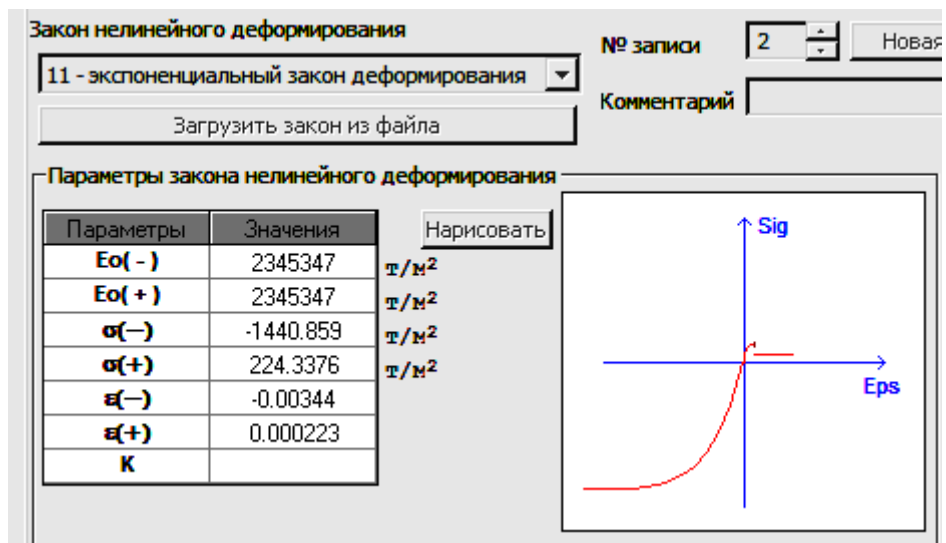 Закон нелинейного деформирования
11 - экспоненциальный закон деформирования
Загрузить закон из файла
№ записи 2 Новая
Комментарий
Параметры закона нелинейного деформирования
Параметры Значения Нарисовать
Eo( - ) 2345347 т/м²
Eo( + ) 2345347 т/м²
σ(—) -1440.859 т/м²
σ(+) 224.3376 т/м²
ε(—) -0.00344
ε(+) 0.000223
K
Sig
Eps